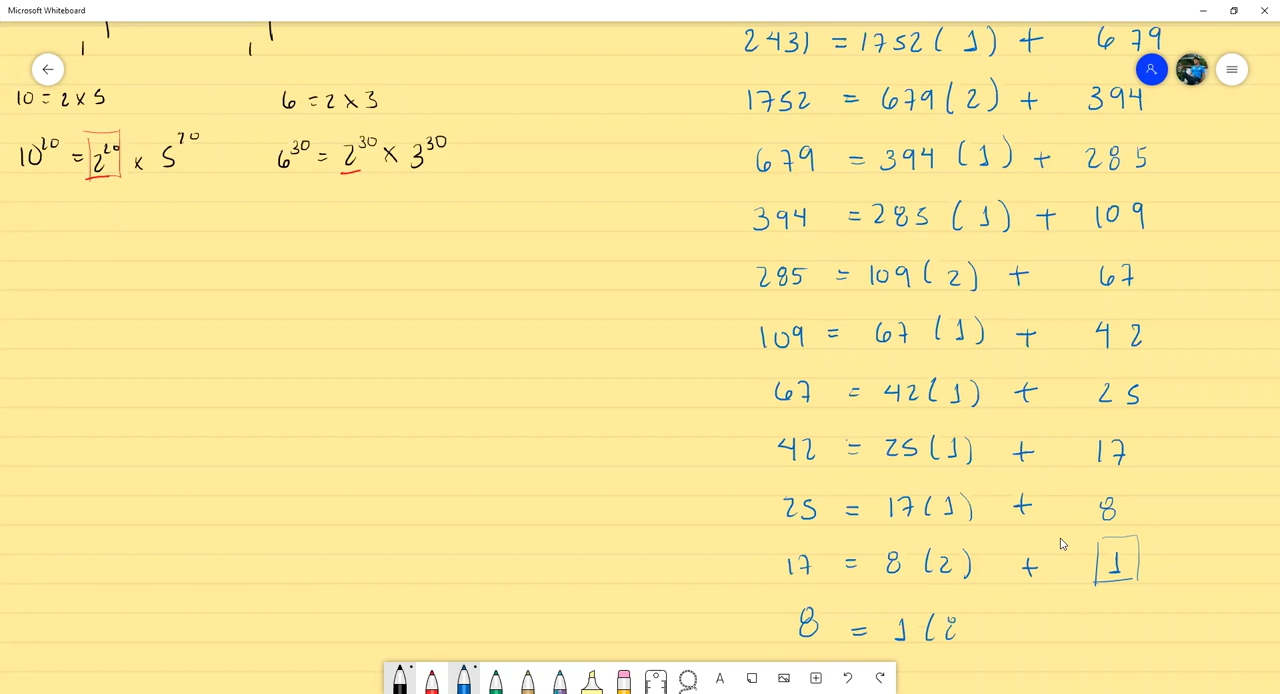 Microsoft Whiteboard
10 = 2 x 5
6 = 2 x 3
10^20 = 2^20 x 5^20
6^30 = 2^30 x 3^30
2431 = 1752 (1) + 679
1752 = 679 (2) + 394
679 = 394 (1) + 285
394 = 285 (1) + 109
285 = 109 (2) + 67
109 = 67 (1) + 42
67 = 42 (1) + 25
42 = 25 (1) + 17
25 = 17 (1) + 8
17 = 8 (2) + 1
8 = 1 (
A